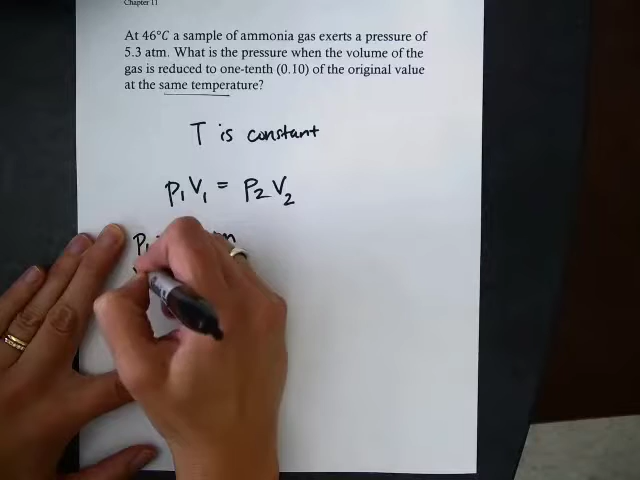 Chapter 11
At 46°C a sample of ammonia gas exerts a pressure of
5.3 atm. What is the pressure when the volume of the
gas is reduced to one-tenth (0.10) of the original value
at the same temperature?
T is constant
P₁V₁ = P₂V₂
P₁